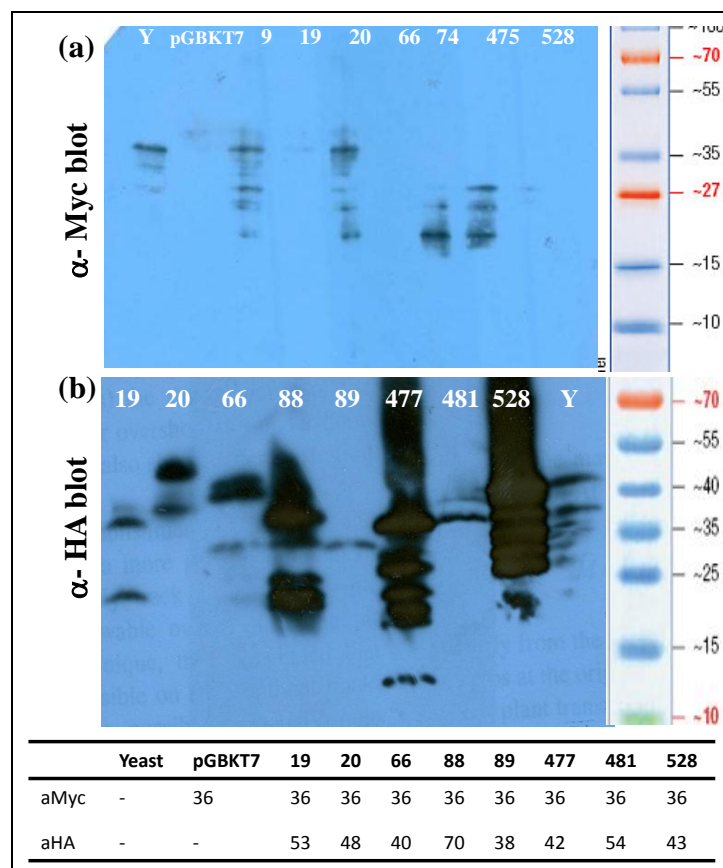 (a)
Y pGBKT7 9 19 20 66 74 475 528
α- Myc blot
~70
~55
~35
~27
~15
~10
(b)
19 20 66 88 89 477 481 528 Y
α- HA blot
~70
~55
~40
~35
~25
~15
~10
Yeast pGBKT7 19 20 66 88 89 477 481 528
aMyc - 36 36 36 36 36 36 36 36 36
aHA - - 53 48 40 70 38 42 54 43